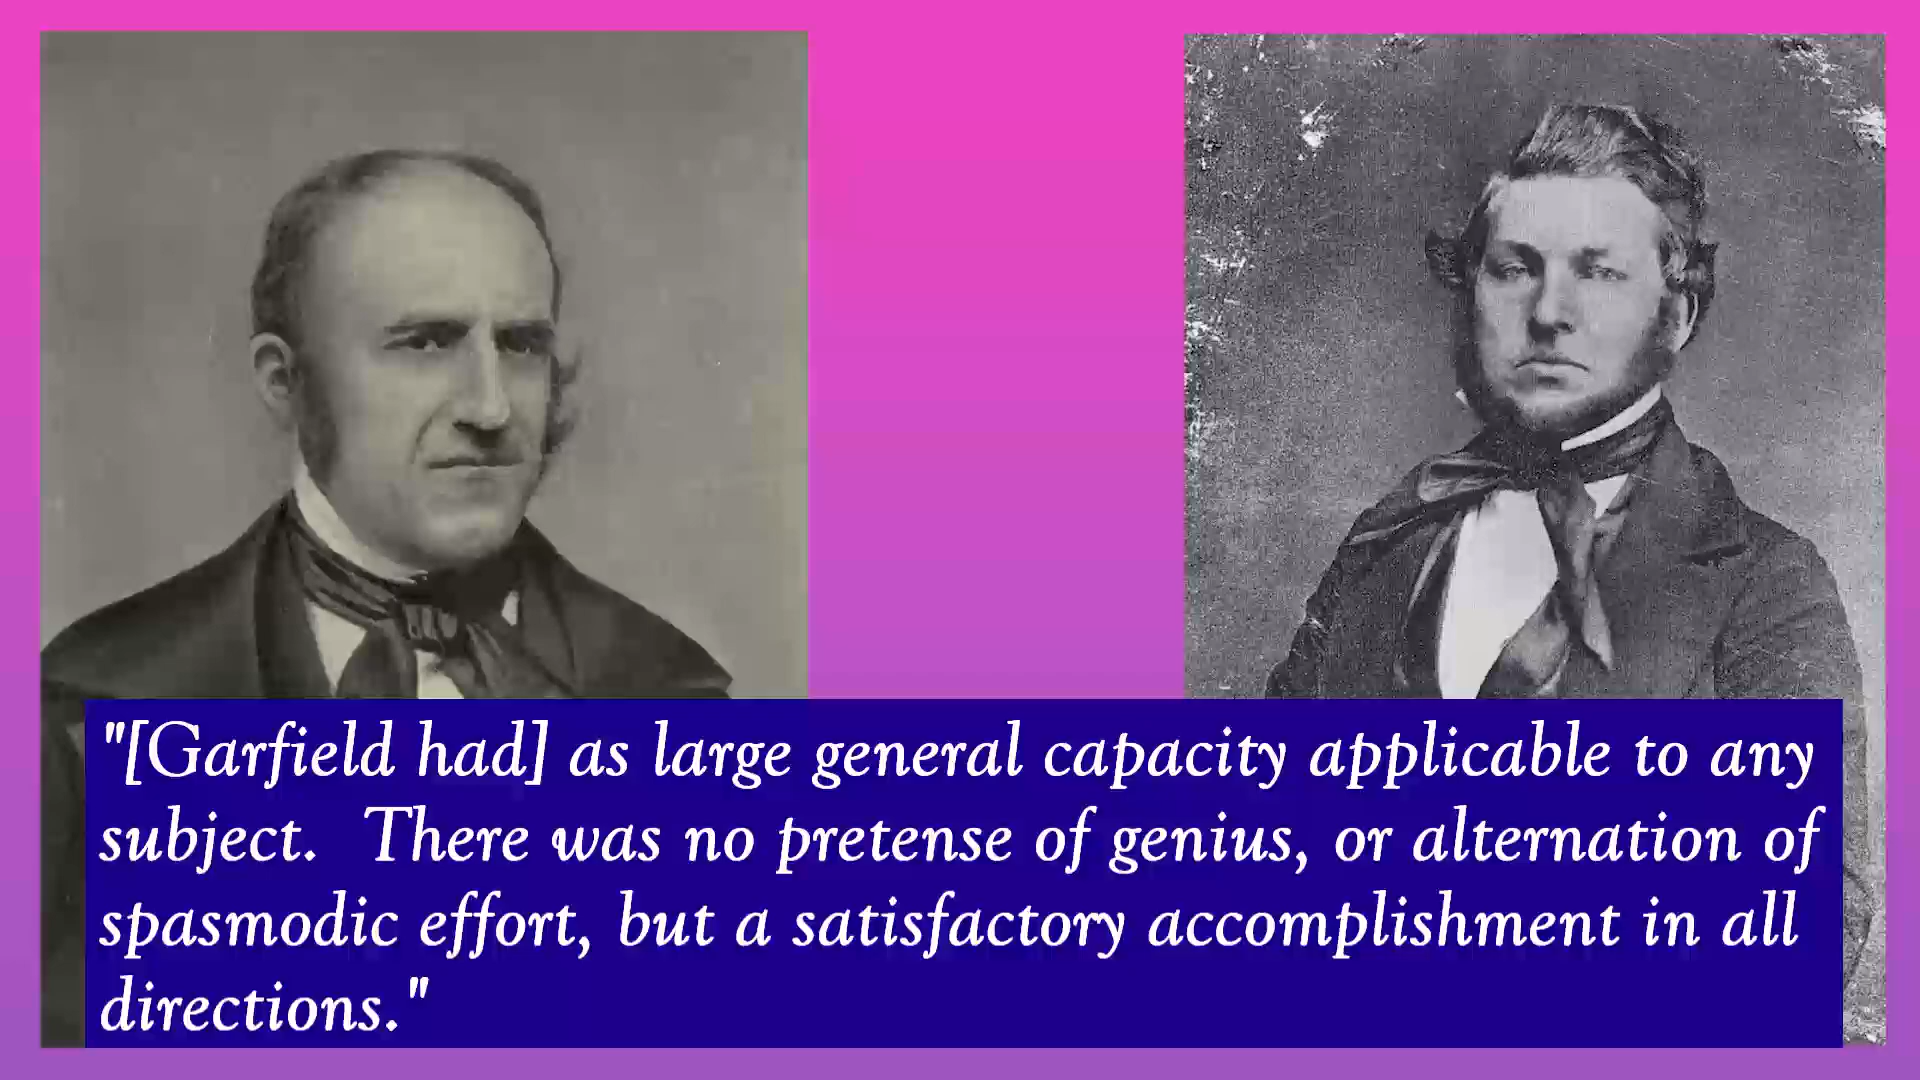 "[Garfield had] as large general capacity applicable to any
subject.  There was no pretense of genius, or alternation of
spasmodic effort, but a satisfactory accomplishment in all
directions."